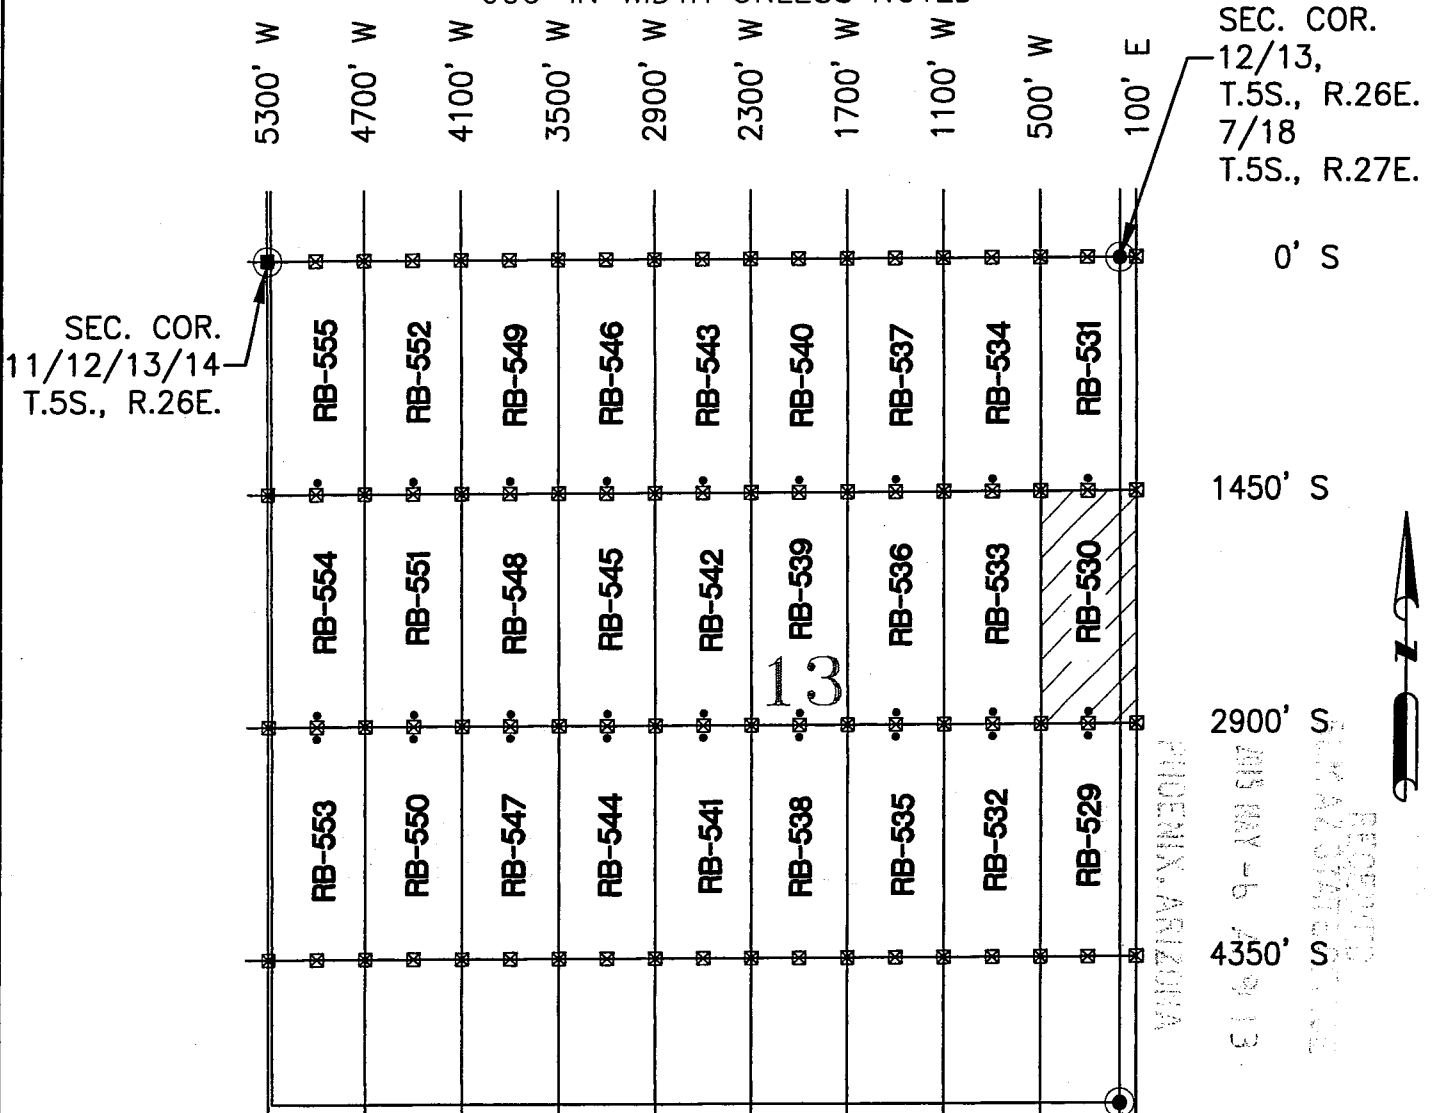 5300' W
4700' W
4100' W
3500' W
2900' W
2300' W
1700' W
1100' W
500' W
100' E
SEC. COR.
12/13,
T.5S., R.26E.
7/18
T.5S., R.27E.
0' S
SEC. COR.
11/12/13/14
T.5S., R.26E.
RB-555
RB-552
RB-549
RB-546
RB-543
RB-540
RB-537
RB-534
RB-531
1450' S
RB-554
RB-551
RB-548
RB-545
RB-542
RB-539
RB-536
RB-533
RB-530
13
N
2900' S
RB-553
RB-550
RB-547
RB-544
RB-541
RB-538
RB-535
RB-532
RB-529
4350' S
MAY -6 A 9 13
PHOENIX, ARIZONA